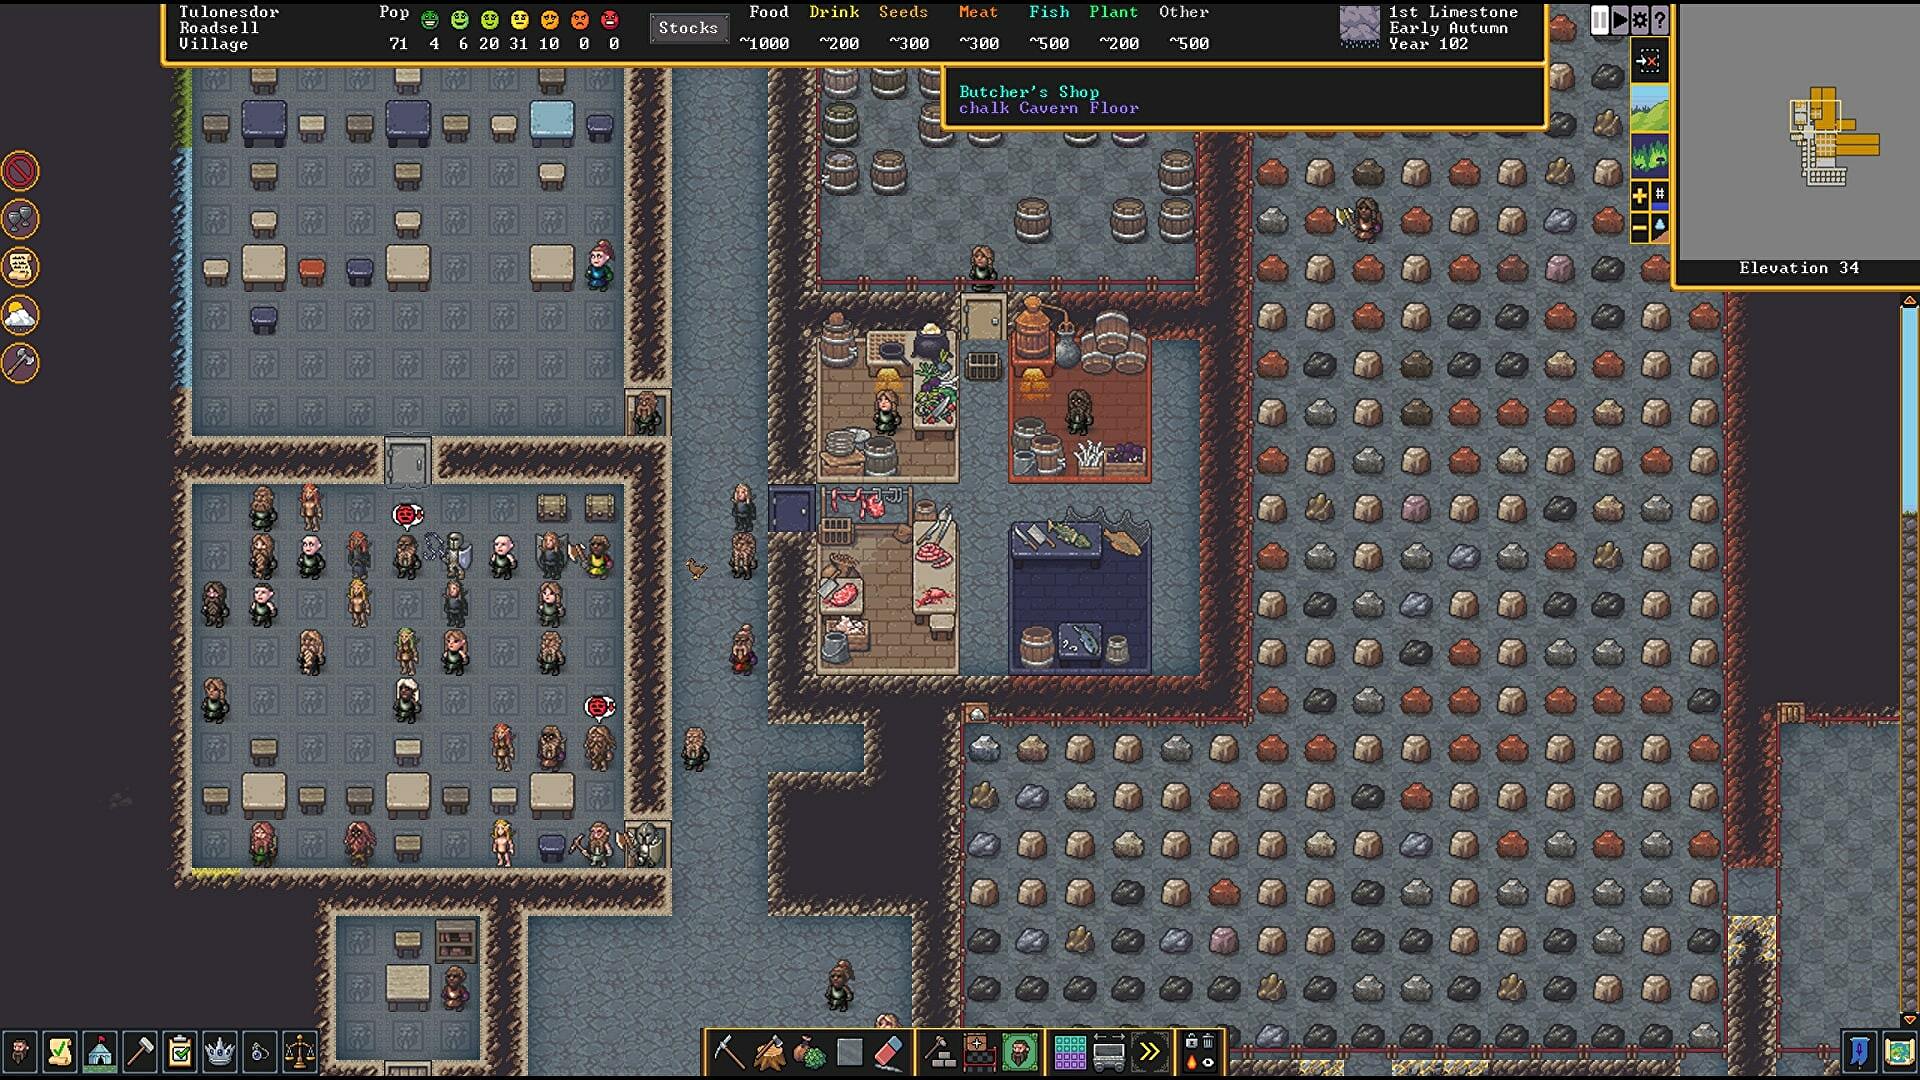 Tulonesdor
Roadsell
Village
Pop
71 4 6 20 31 10 0 0
Stocks
Food Drink Seeds Meat Fish Plant Other
~1000 ~200 ~300 ~300 ~500 ~200 ~500
1st Limestone
Early Autumn
Year 102
?
#
Butcher's Shop
chalk Cavern Floor
Elevation 34